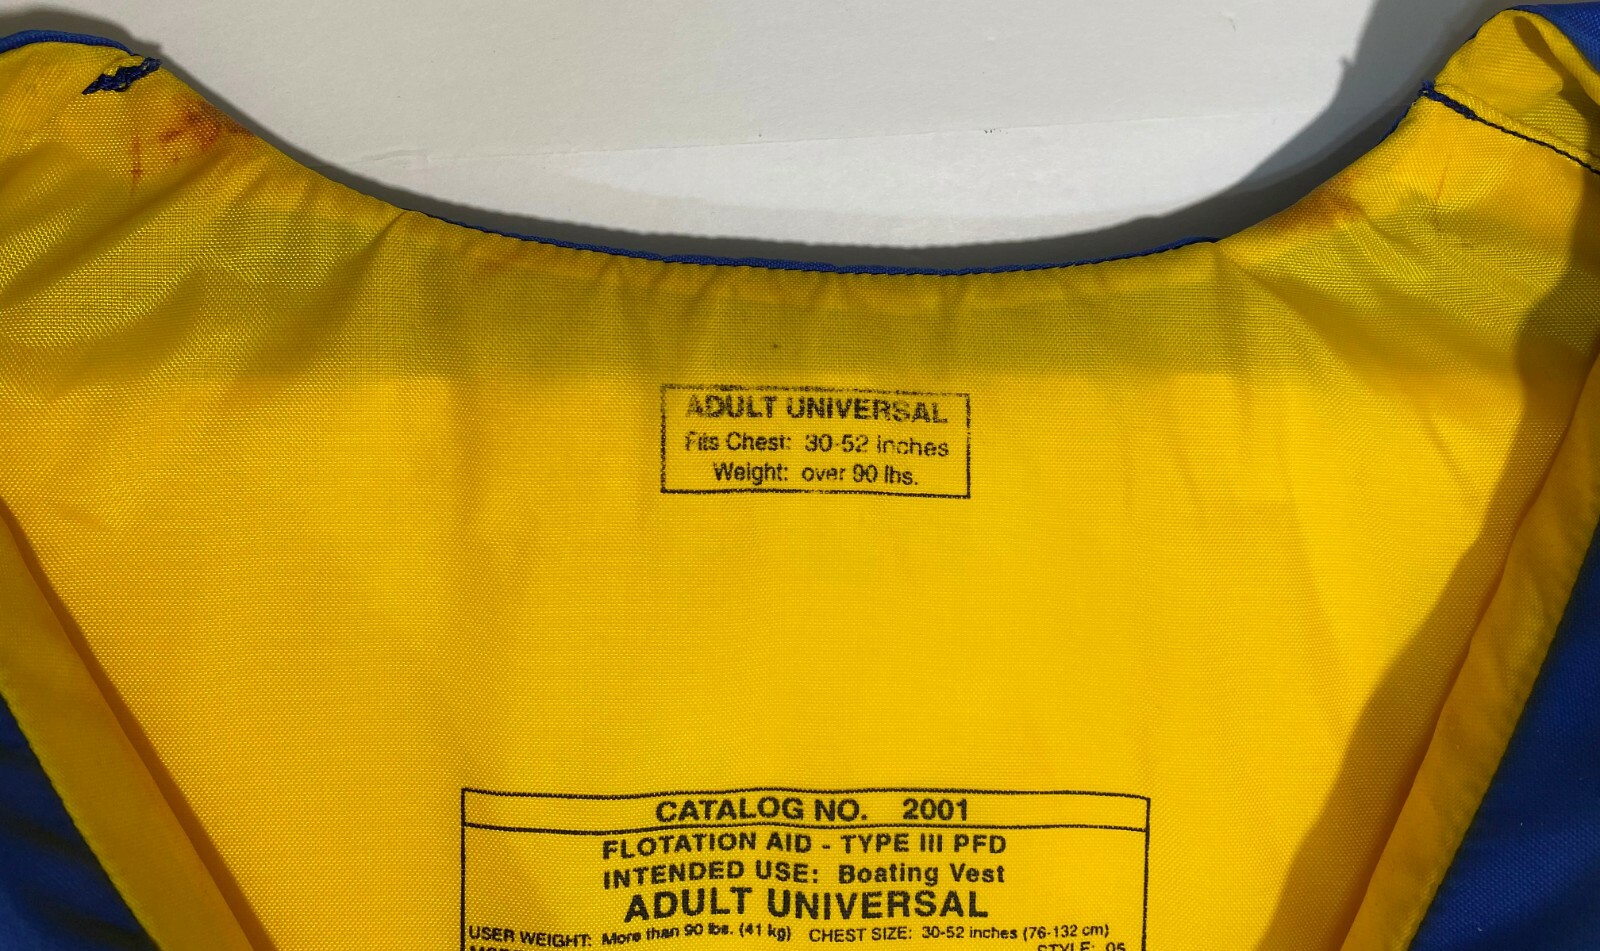 ADULT UNIVERSAL
Fits Chest: 30-52 inches
Weight: over 90 lbs.
CATALOG NO. 2001
FLOTATION AID - TYPE III PFD
INTENDED USE: Boating Vest
ADULT UNIVERSAL
USER WEIGHT: More than 90 lbs. (41 kg) CHEST SIZE: 30-52 inches (76-132 cm)
STYLE: 05